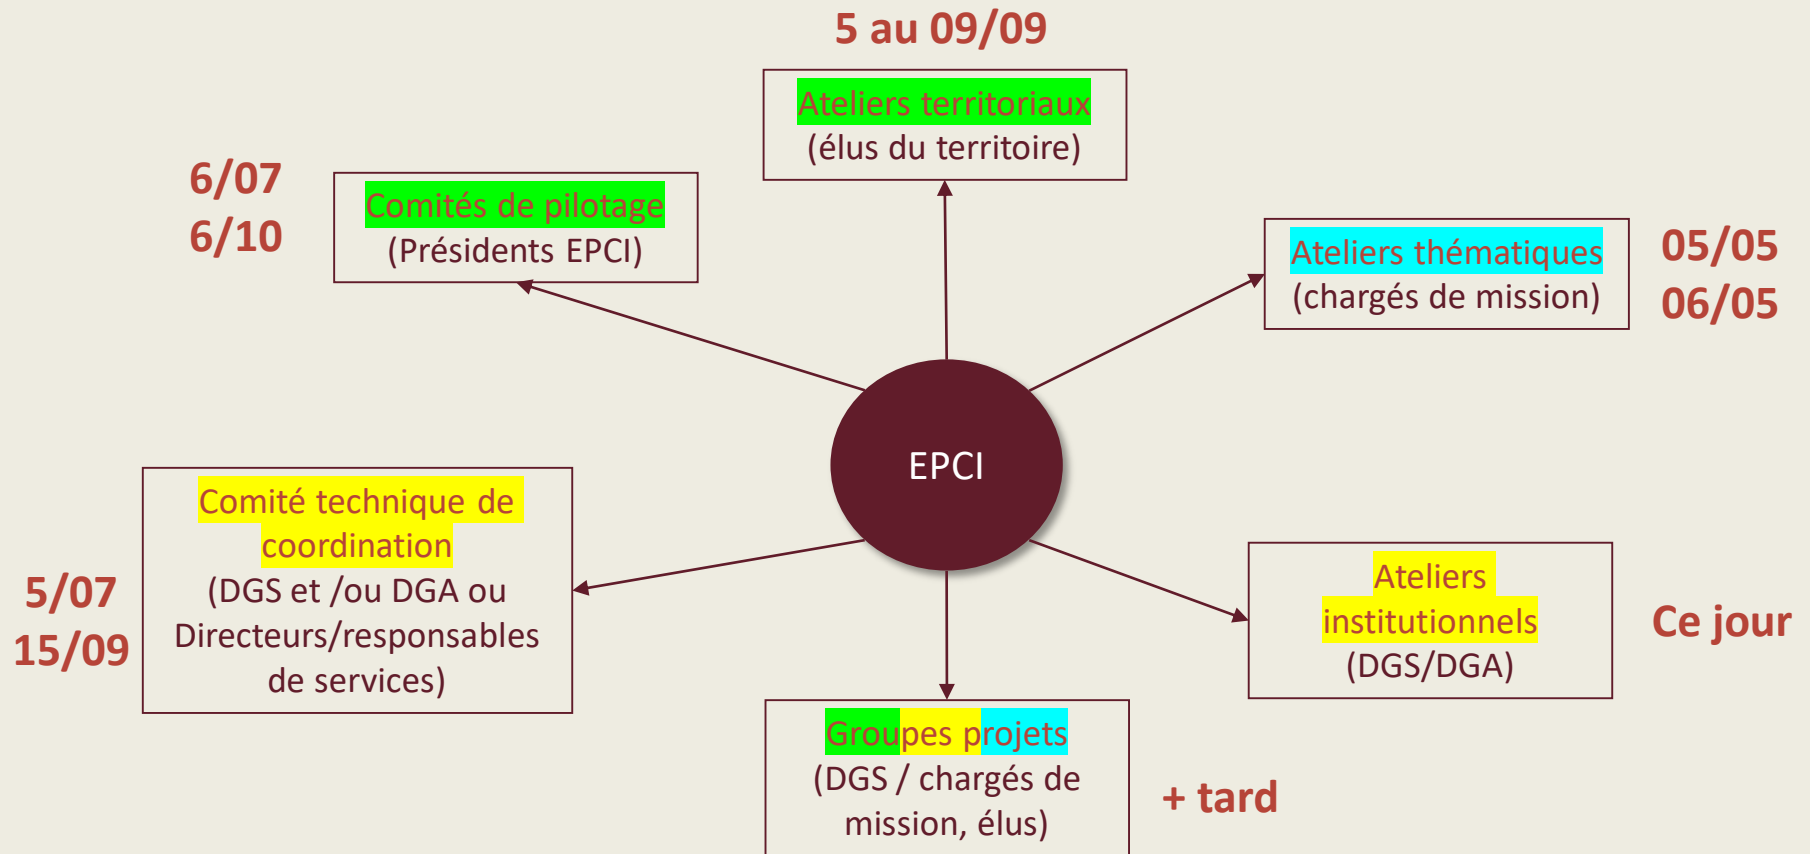 5 au 09/09
Ateliers territoriaux
(élus du territoire)
6/07
6/10
Comités de pilotage
(Présidents EPCI)
Ateliers thématiques
(chargés de mission)
05/05
06/05
EPCI
Comité technique de
coordination
(DGS et /ou DGA ou
Directeurs/responsables
de services)
5/07
15/09
Ateliers
institutionnels
(DGS/DGA)
Ce jour
Groupes projets
(DGS / chargés de
mission, élus)
+ tard